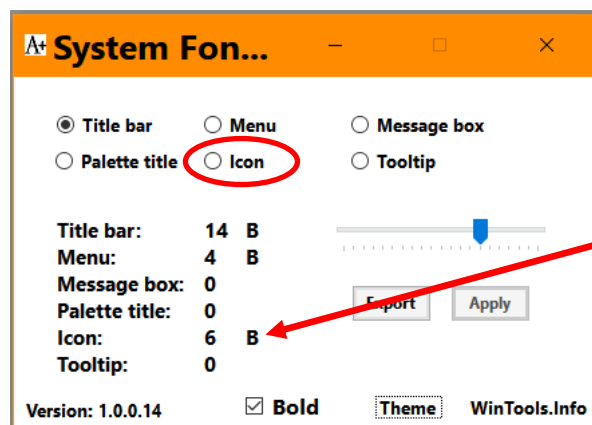 A+ System Fon...
Title bar Menu Message box
Palette title Icon Tooltip
Title bar: 14 B
Menu: 4 B
Message box: 0
Palette title: 0
Icon: 6 B
Tooltip: 0
Export Apply
Version: 1.0.0.14 Bold Theme WinTools.Info